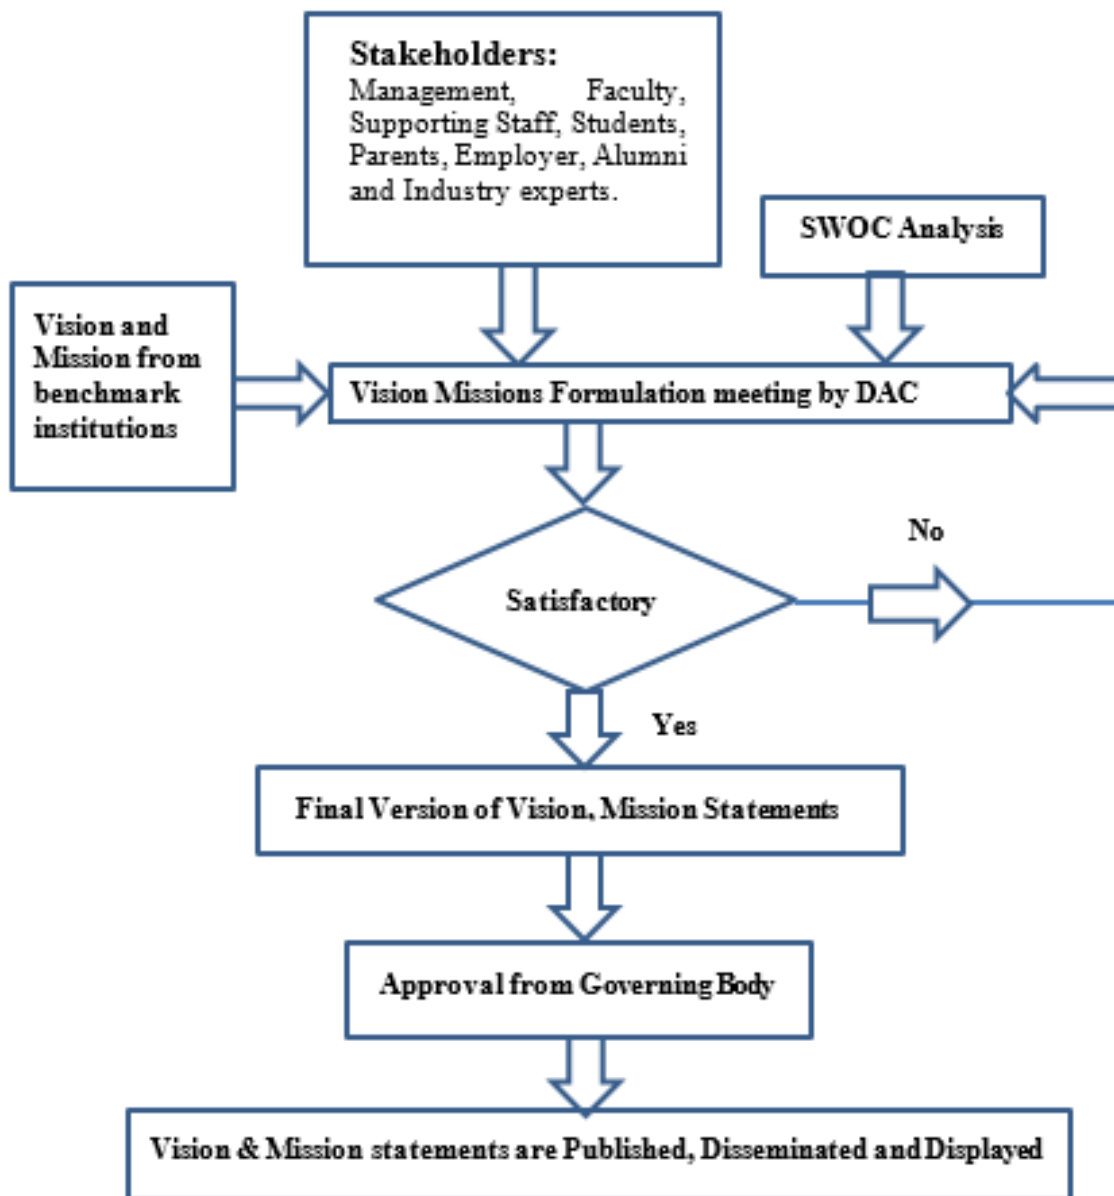 Stakeholders:
Management, Faculty,
Supporting Staff, Students,
Parents, Employer, Alumni
and Industry experts.
SWOC Analysis
Vision and
Mission from
benchmark
institutions
Vision Missions Formulation meeting by DAC
No
Satisfactory
Yes
Final Version of Vision, Mission Statements
Approval from Governing Body
Vision & Mission statements are Published, Disseminated and Displayed